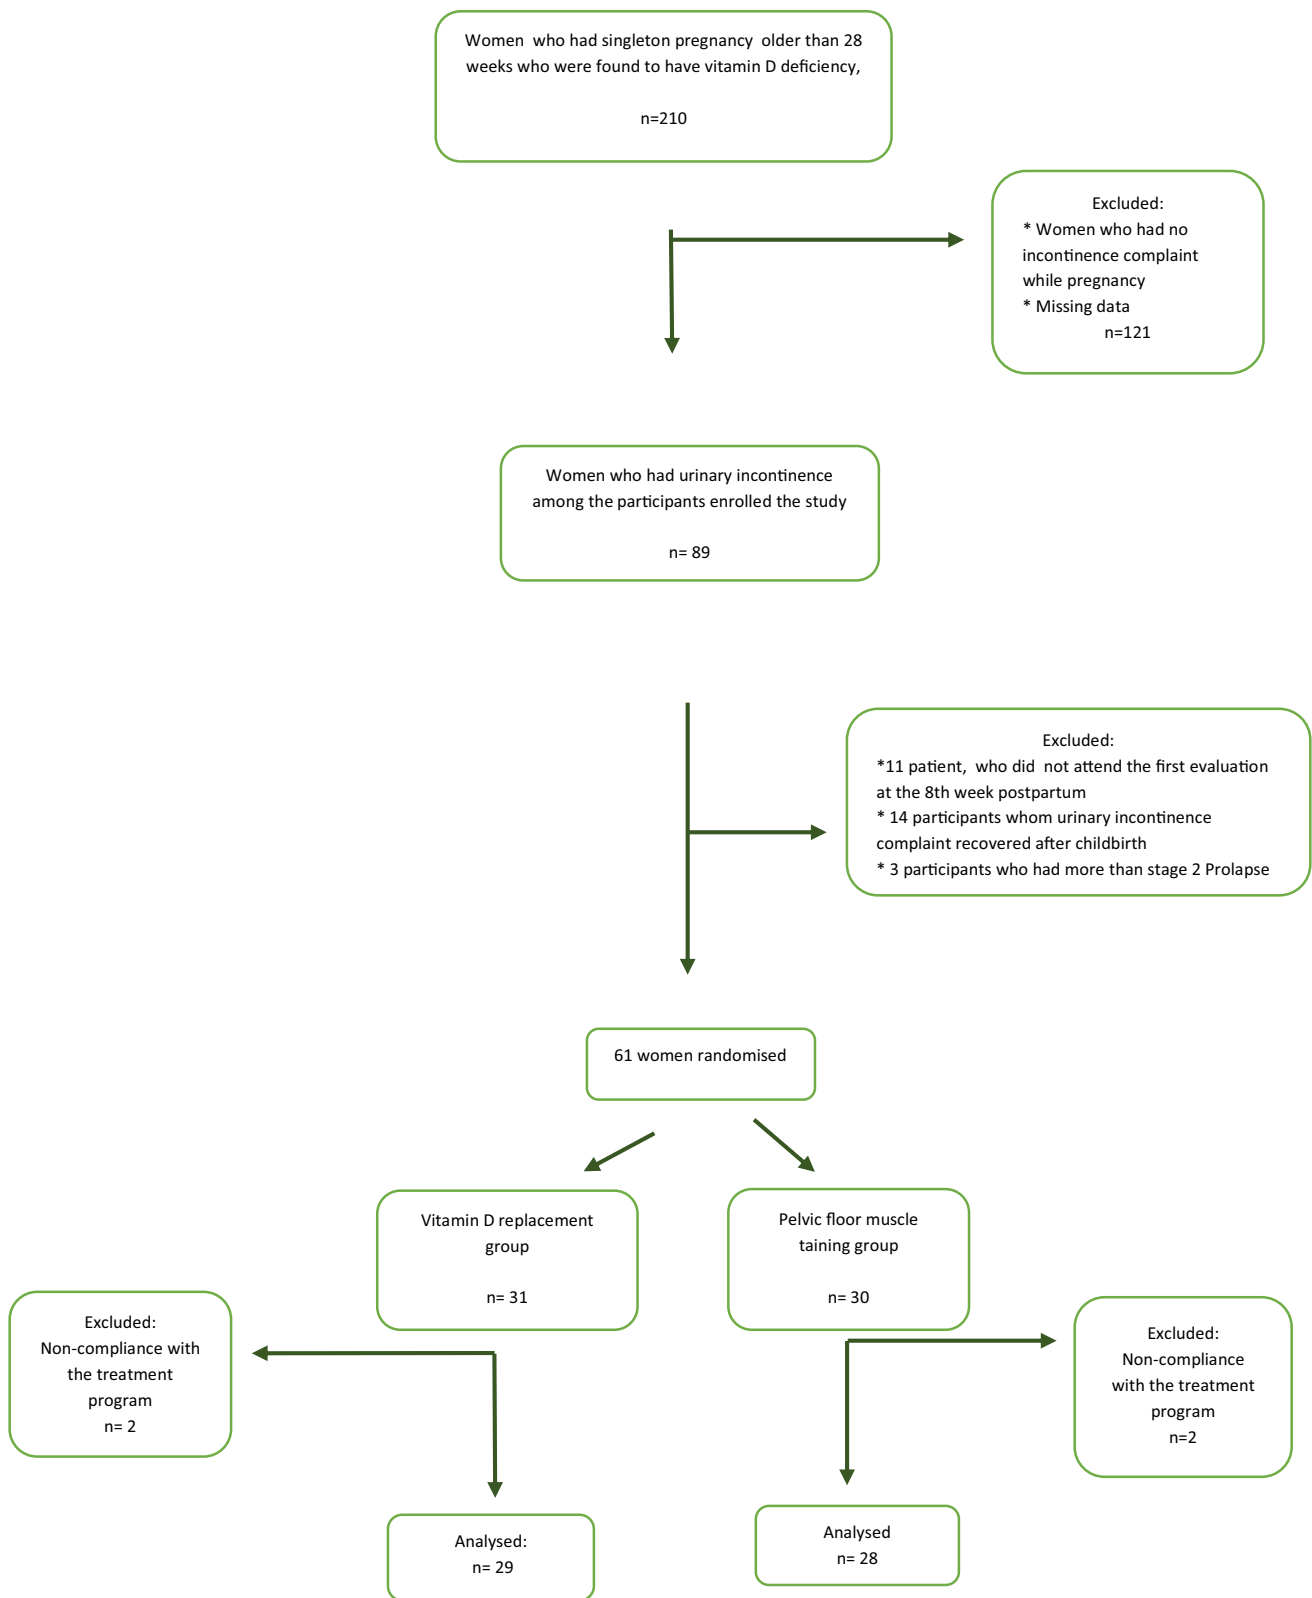 Women who had singleton pregnancy older than 28
weeks who were found to have vitamin D deficiency,
n=210
Excluded:
* Women who had no
incontinence complaint
while pregnancy
* Missing data
n=121
Women who had urinary incontinence
among the participants enrolled the study
n= 89
Excluded:
*11 patient, who did not attend the first evaluation
at the 8th week postpartum
* 14 participants whom urinary incontinence
complaint recovered after childbirth
* 3 participants who had more than stage 2 Prolapse
61 women randomised
Vitamin D replacement
group
n= 31
Pelvic floor muscle
taining group
n= 30
Excluded:
Non-compliance with
the treatment
program
n= 2
Excluded:
Non-compliance
with the treatment
program
n=2
Analysed:
n= 29
Analysed
n= 28